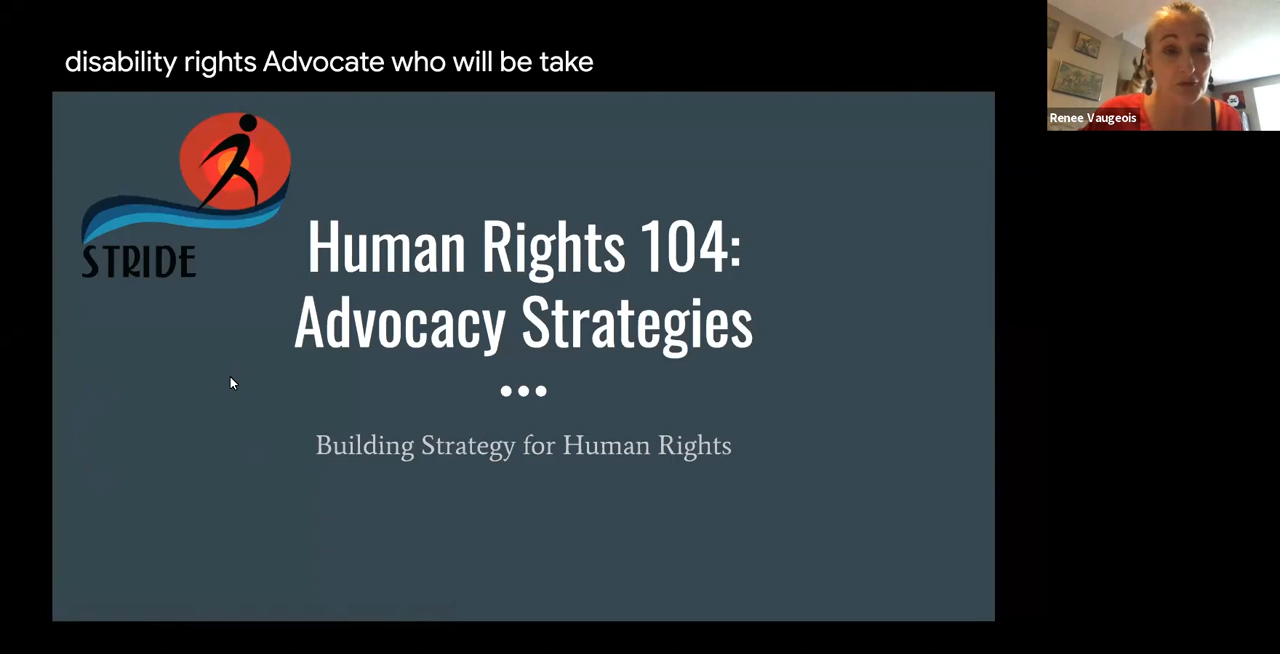 disability rights Advocate who will be take
Renee Vaugeois
STRIDE
Human Rights 104:
Advocacy Strategies
Building Strategy for Human Rights